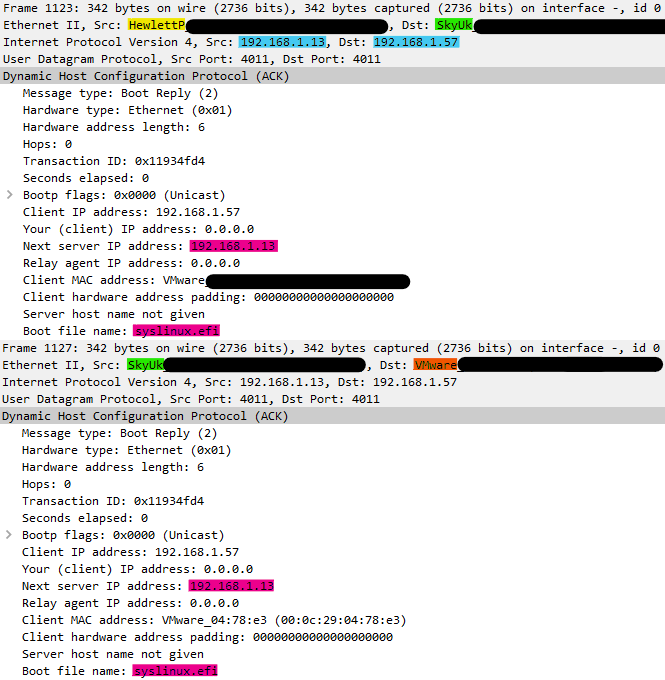 Frame 1123: 342 bytes on wire (2736 bits), 342 bytes captured (2736 bits) on interface -, id 0
Ethernet II, Src: HewlettP_, Dst: SkyUk_
Internet Protocol Version 4, Src: 192.168.1.13, Dst: 192.168.1.57
User Datagram Protocol, Src Port: 4011, Dst Port: 4011
Dynamic Host Configuration Protocol (ACK)
Message type: Boot Reply (2)
Hardware type: Ethernet (0x01)
Hardware address length: 6
Hops: 0
Transaction ID: 0x11934fd4
Seconds elapsed: 0
Bootp flags: 0x0000 (Unicast)
Client IP address: 192.168.1.57
Your (client) IP address: 0.0.0.0
Next server IP address: 192.168.1.13
Relay agent IP address: 0.0.0.0
Client MAC address: VMware_
Client hardware address padding: 00000000000000000000
Server host name not given
Boot file name: syslinux.efi
Frame 1127: 342 bytes on wire (2736 bits), 342 bytes captured (2736 bits) on interface -, id 0
Ethernet II, Src: SkyUk_, Dst: VMware_
Internet Protocol Version 4, Src: 192.168.1.13, Dst: 192.168.1.57
User Datagram Protocol, Src Port: 4011, Dst Port: 4011
Dynamic Host Configuration Protocol (ACK)
Message type: Boot Reply (2)
Hardware type: Ethernet (0x01)
Hardware address length: 6
Hops: 0
Transaction ID: 0x11934fd4
Seconds elapsed: 0
Bootp flags: 0x0000 (Unicast)
Client IP address: 192.168.1.57
Your (client) IP address: 0.0.0.0
Next server IP address: 192.168.1.13
Relay agent IP address: 0.0.0.0
Client MAC address: VMware_04:78:e3 (00:0c:29:04:78:e3)
Client hardware address padding: 00000000000000000000
Server host name not given
Boot file name: syslinux.efi